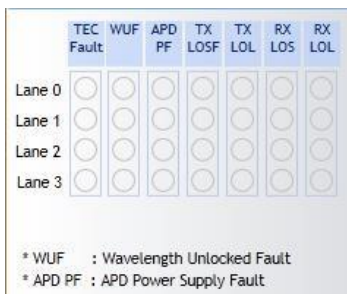 TEC WUF APD TX TX RX RX
Fault PF LOSF LOL LOS LOL
Lane 0
Lane 1
Lane 2
Lane 3
* WUF : Wavelength Unlocked Fault
* APD PF : APD Power Supply Fault